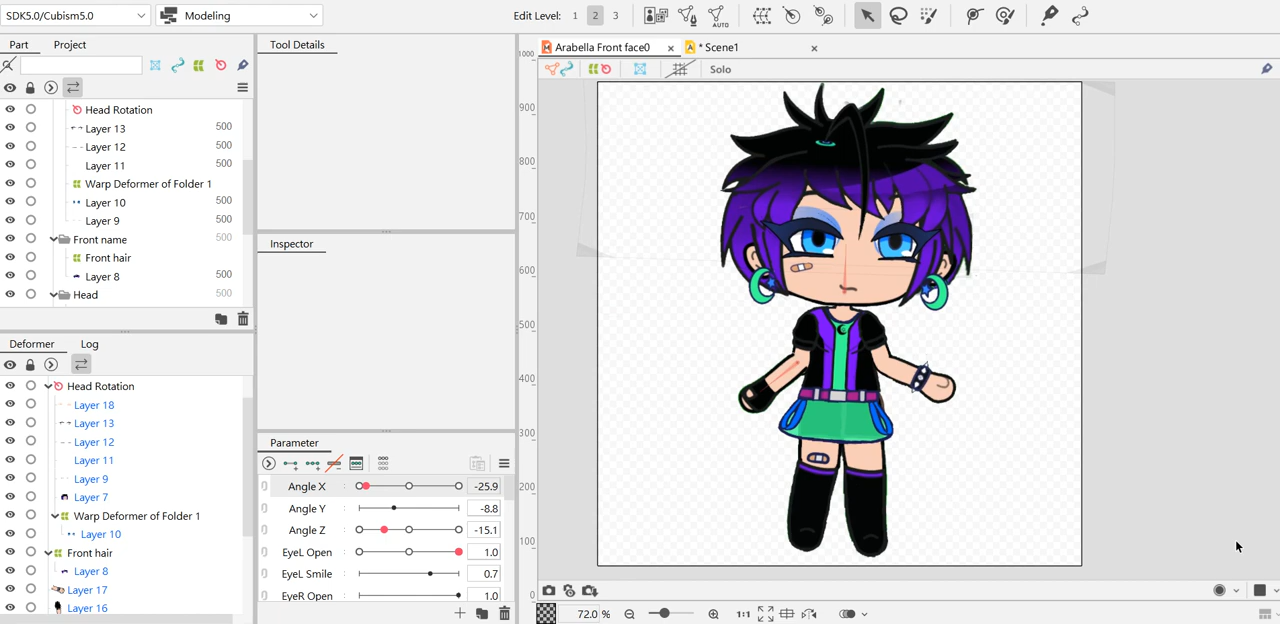 SDK5.0/Cubism5.0 Modeling Edit Level: 1 2 3 AUTO
Part Project
Head Rotation
Layer 13 500
Layer 12 500
Layer 11 500
Warp Deformer of Folder 1
Layer 10 500
Layer 9 500
Front name 500
Front hair
Layer 8 500
Head 500
Deformer Log
Head Rotation
Layer 18
Layer 13
Layer 12
Layer 11
Layer 9
Layer 7
Warp Deformer of Folder 1
Layer 10
Front hair
Layer 8
Layer 17
Layer 16
Tool Details
Inspector
Parameter
Angle X : -25.9
Angle Y : -8.8
Angle Z : -15.1
EyeL Open : 1.0
EyeL Smile : 0.7
EyeR Open : 1.0
Arabella Front face0 x * Scene1 x
Solo
1000
900
800
700
600
500
400
300
200
100
0
72.0 % 1:1